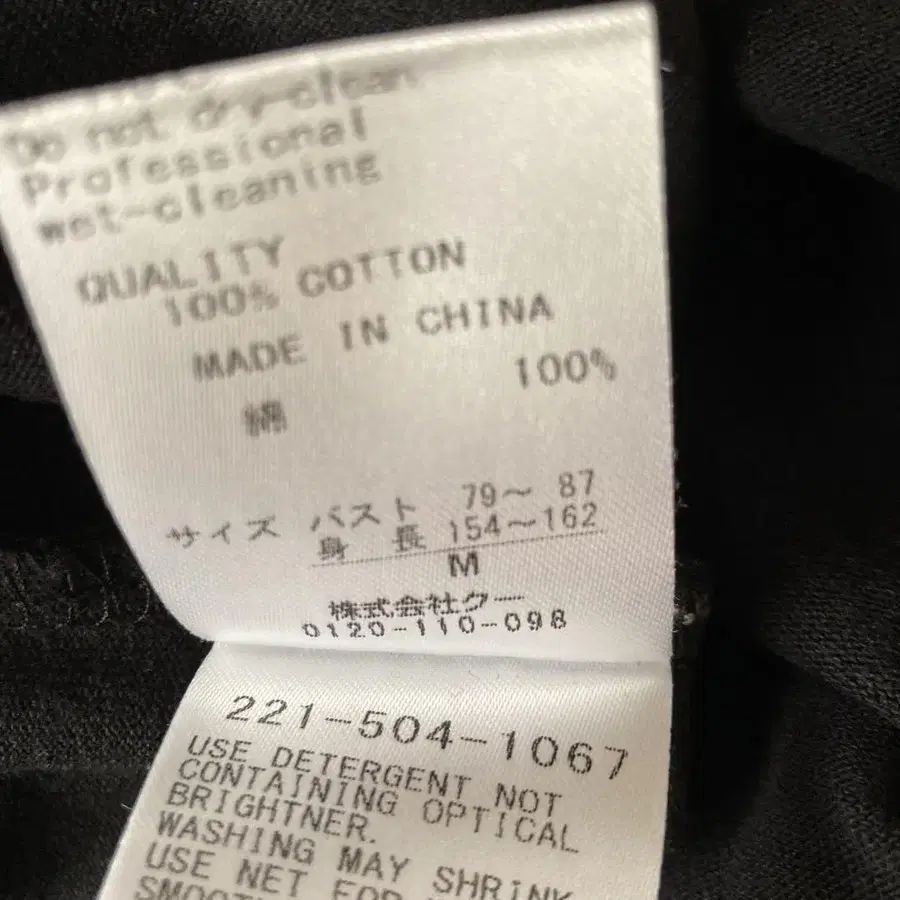 Do not dry-clean
Professional
wet-cleaning
QUALITY
100% COTTON
MADE IN CHINA
綿 100%
サイズ バスト 79〜 87
身 長 154〜162
M
株式会社クー
0120-110-098
221-504-1067
USE DETERGENT NOT
CONTAINING OPTICAL
BRIGHTNER.
WASHING MAY SHRINK
USE NET FOR